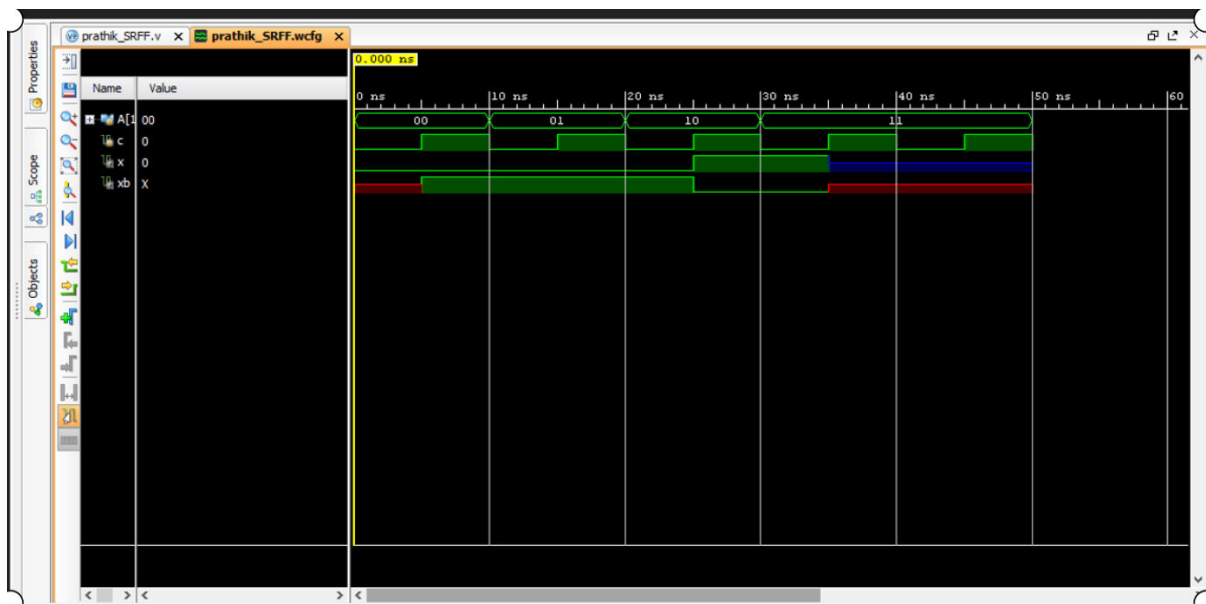 prathik_SRFF.v X prathik_SRFF.wcfg X
Properties
Scope
Objects
Name Value
0.000 ns
0 ns 10 ns 20 ns 30 ns 40 ns 50 ns 60
A[1 00 00 01 10 11
c 0
x 0
xb X